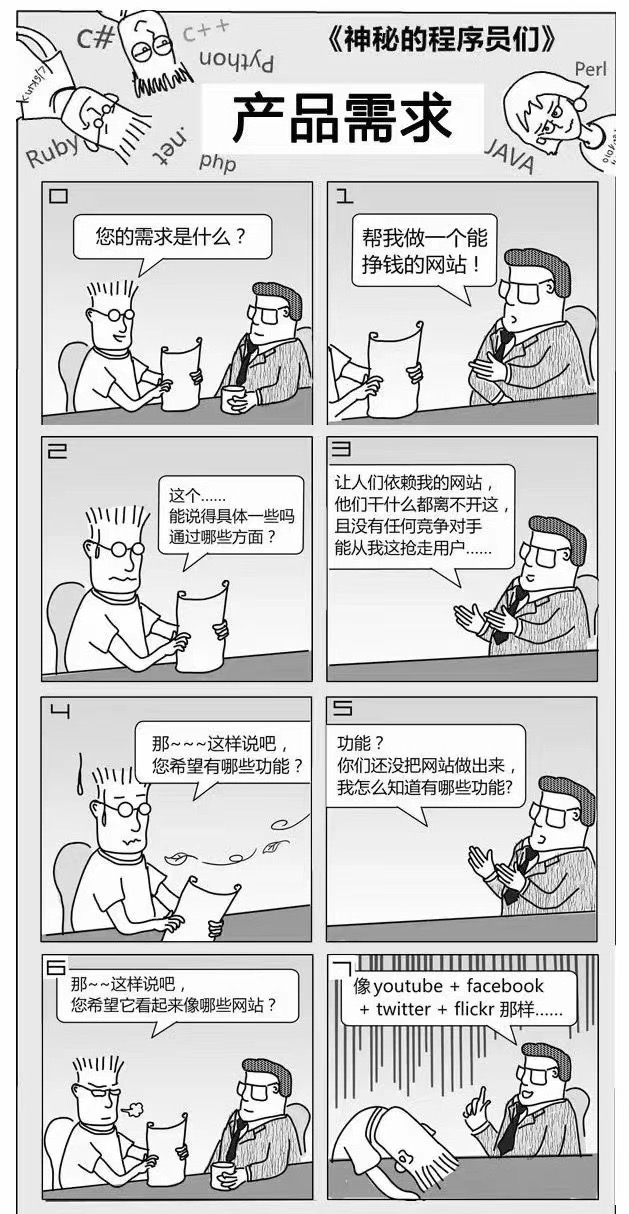 C#
C++
Python
《神秘的程序员们》
Perl
产品需求
Ruby
.net
php
JAVA
0
您的需求是什么？
1
帮我做一个能
挣钱的网站！
2
这个……
能说得具体一些吗
通过哪些方面？
3
让人们依赖我的网站，
他们干什么都离不开这，
且没有任何竞争对手
能从我这抢走用户……
4
那~~~这样说吧，
您希望有哪些功能？
5
功能？
你们还没把网站做出来，
我怎么知道有哪些功能?
6
那~~这样说吧，
您希望它看起来像哪些网站？
7
像youtube + facebook
+ twitter + flickr 那样……